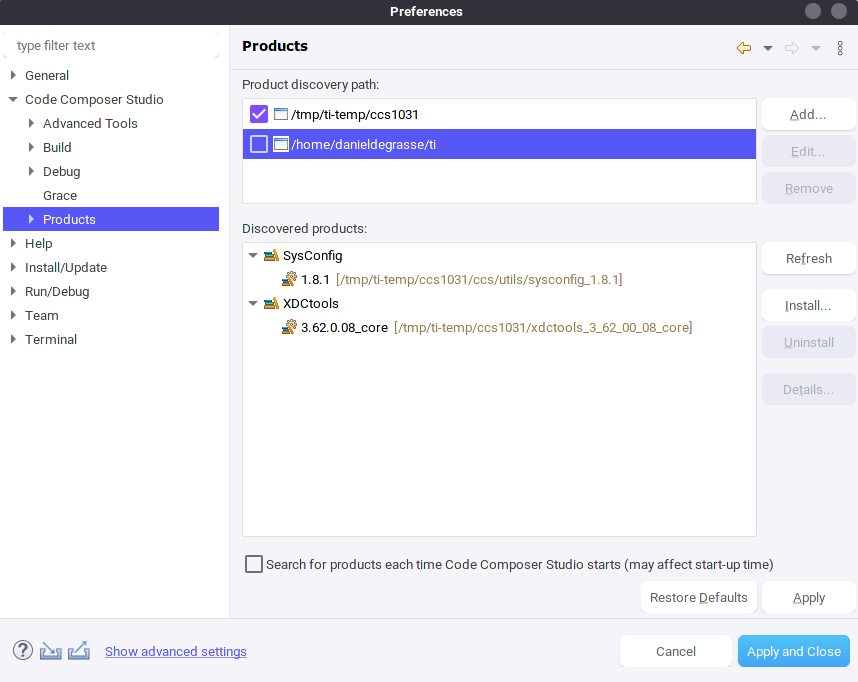 Preferences
type filter text
General
Code Composer Studio
Advanced Tools
Build
Debug
Grace
Products
Help
Install/Update
Run/Debug
Team
Terminal
Products
Product discovery path:
/tmp/ti-temp/ccs1031
/home/danieldegrasse/ti
Add...
Edit...
Remove
Discovered products:
SysConfig
1.8.1 [/tmp/ti-temp/ccs1031/ccs/utils/sysconfig_1.8.1]
XDCtools
3.62.0.08_core [/tmp/ti-temp/ccs1031/xdctools_3_62_00_08_core]
Refresh
Install...
Uninstall
Details...
Search for products each time Code Composer Studio starts (may affect start-up time)
Restore Defaults
Apply
?
Show advanced settings
Cancel
Apply and Close